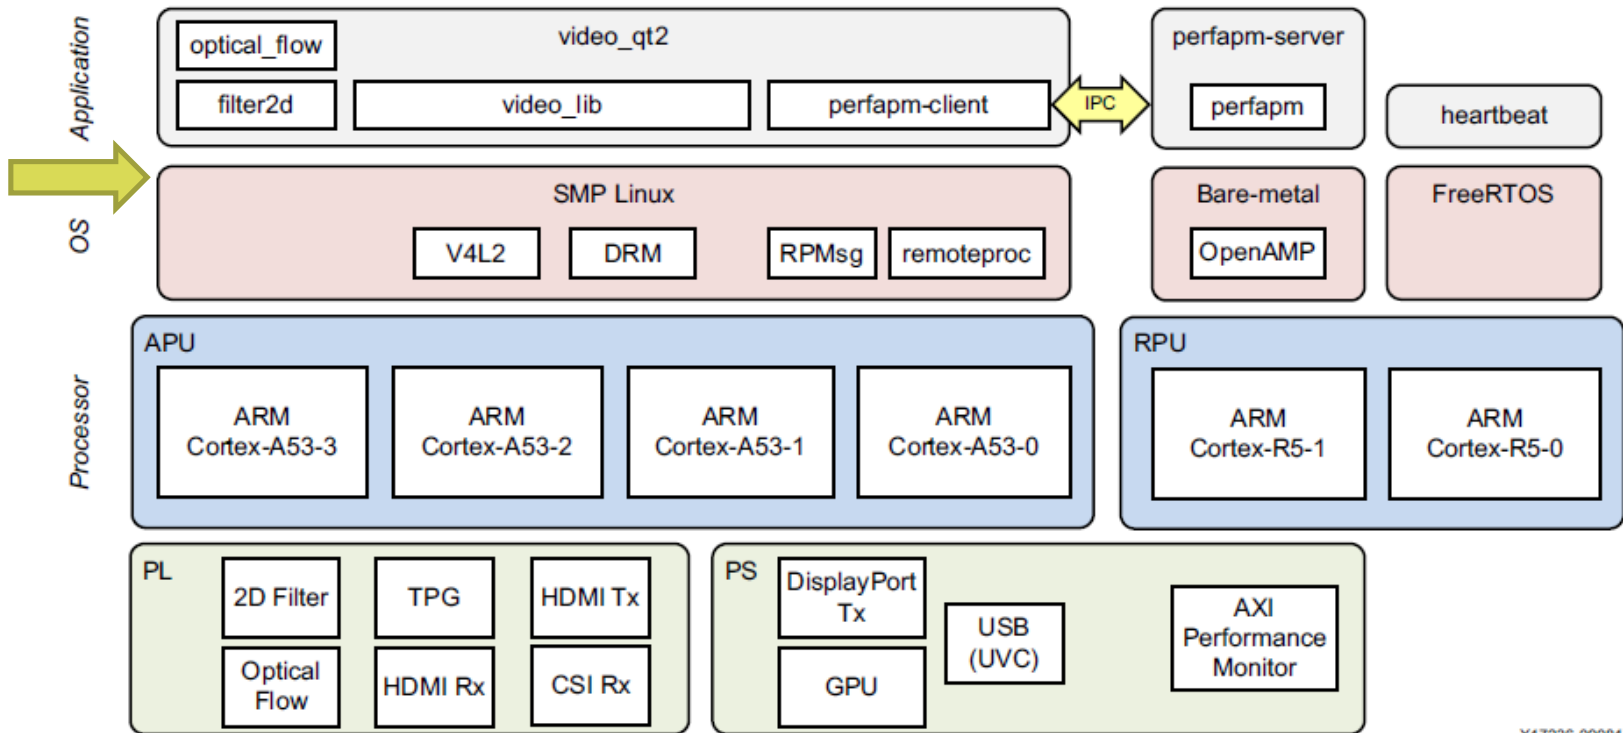 Application
optical_flow
video_qt2
filter2d
video_lib
perfapm-client
IPC
perfapm-server
perfapm
heartbeat
OS
SMP Linux
V4L2
DRM
RPMsg
remoteproc
Bare-metal
OpenAMP
FreeRTOS
Processor
APU
ARM
Cortex-A53-3
ARM
Cortex-A53-2
ARM
Cortex-A53-1
ARM
Cortex-A53-0
RPU
ARM
Cortex-R5-1
ARM
Cortex-R5-0
PL
2D Filter
TPG
HDMI Tx
Optical
Flow
HDMI Rx
CSI Rx
PS
DisplayPort
Tx
GPU
USB
(UVC)
AXI
Performance
Monitor